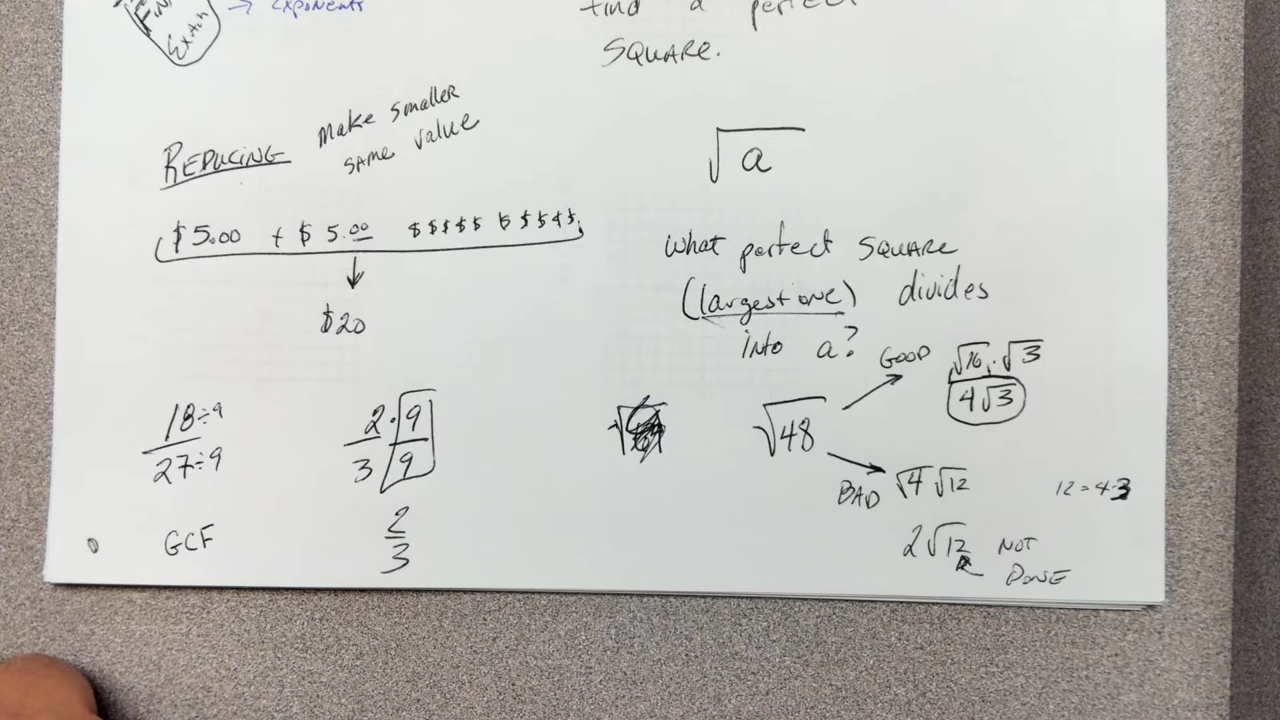 → Exponents
Exam
find a perfect
SQUARE.
REDUCING
Make smaller
same value
$5.00 + $ 5.00 $$$$$ $$$$$
↓
$20
18÷9
27÷9
2·9
3 9
GCF
2
3
√a
What perfect SQUARE
(largest one) divides
into a?
√48
GOOD √16 · √3
4√3
BAD √4 √12
12 = 4·3
2√12 NOT
DONE